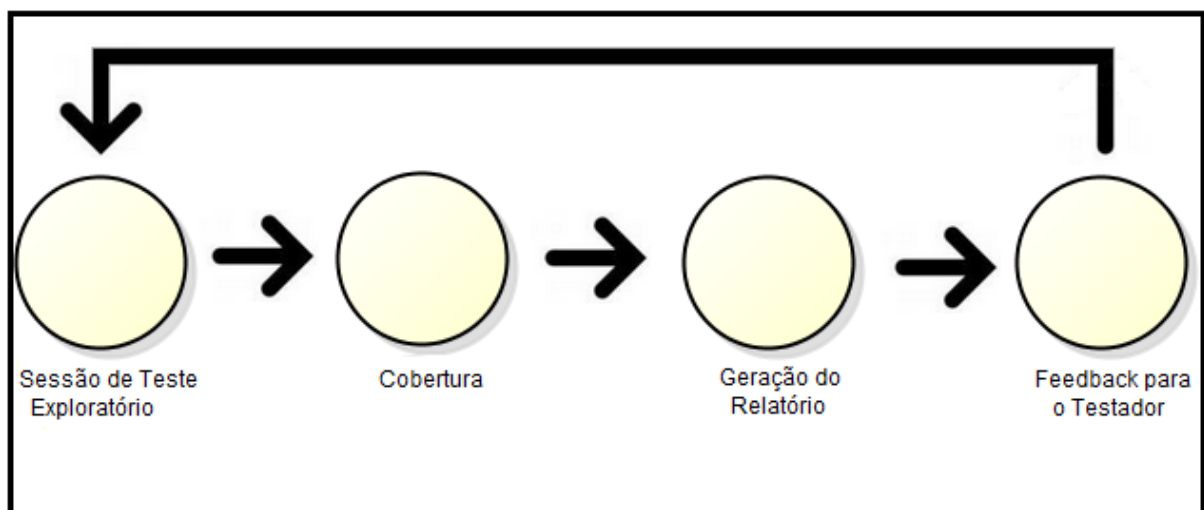 Sessão de Teste
Exploratório
Cobertura
Geração do
Relatório
Feedback para
o Testador